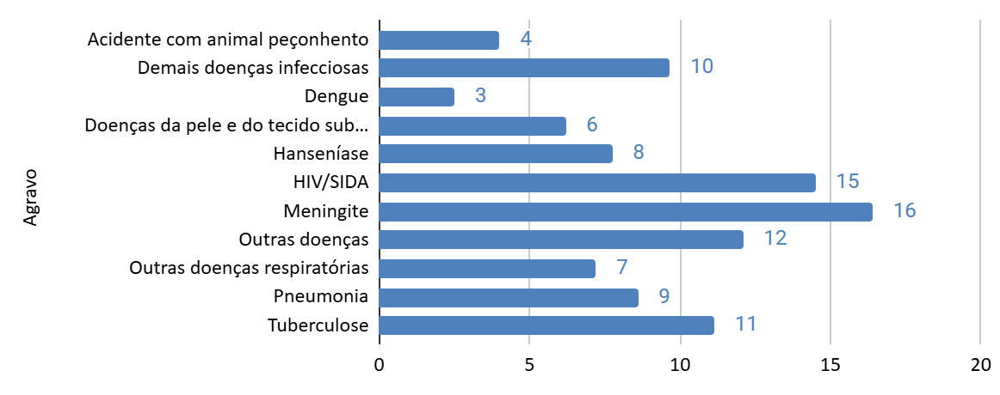 Agravo
Acidente com animal peçonhento 4
Demais doenças infecciosas 10
Dengue 3
Doenças da pele e do tecido sub... 6
Hanseníase 8
HIV/SIDA 15
Meningite 16
Outras doenças 12
Outras doenças respiratórias 7
Pneumonia 9
Tuberculose 11
0 5 10 15 20